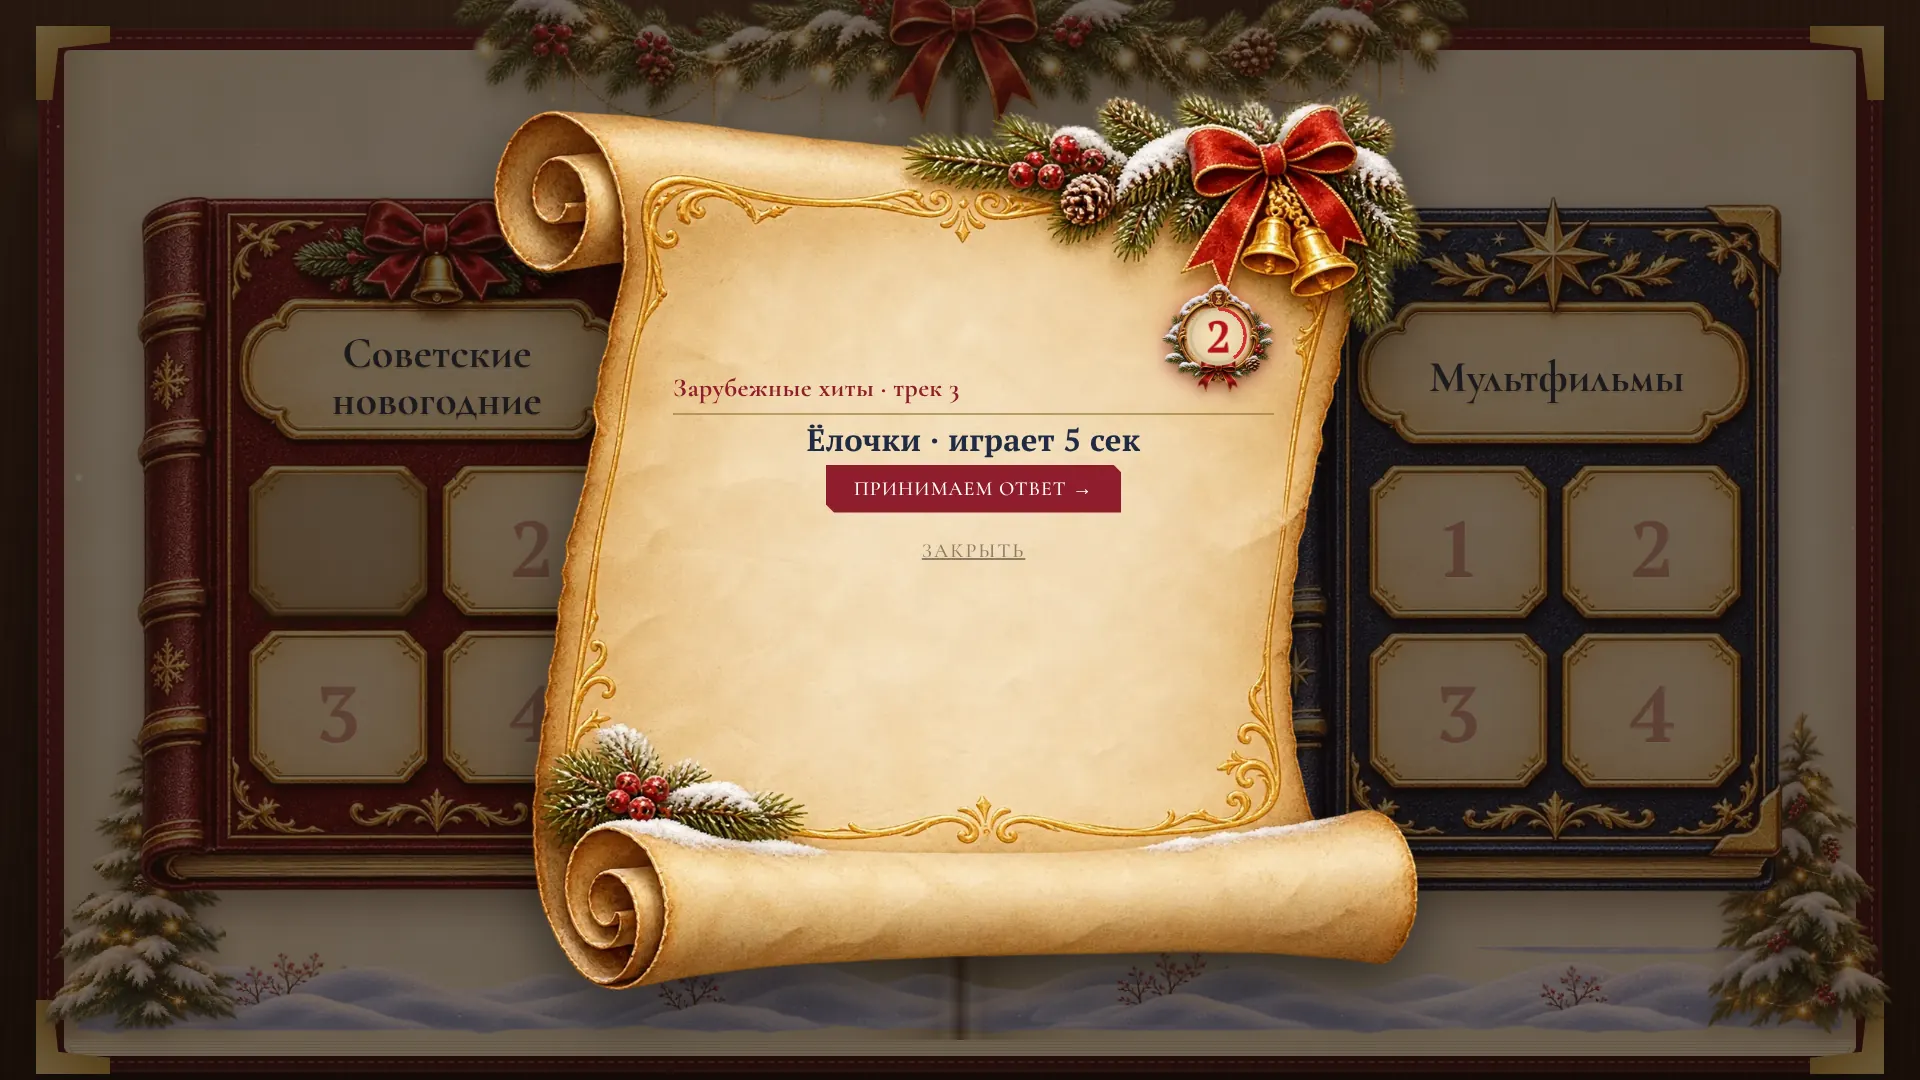 Советские
новогодние
2
3
4
2
Зарубежные хиты · трек 3
Ёлочки · играет 5 сек
ПРИНИМАЕМ ОТВЕТ →
ЗАКРЫТЬ
Мультфильмы
1
2
3
4